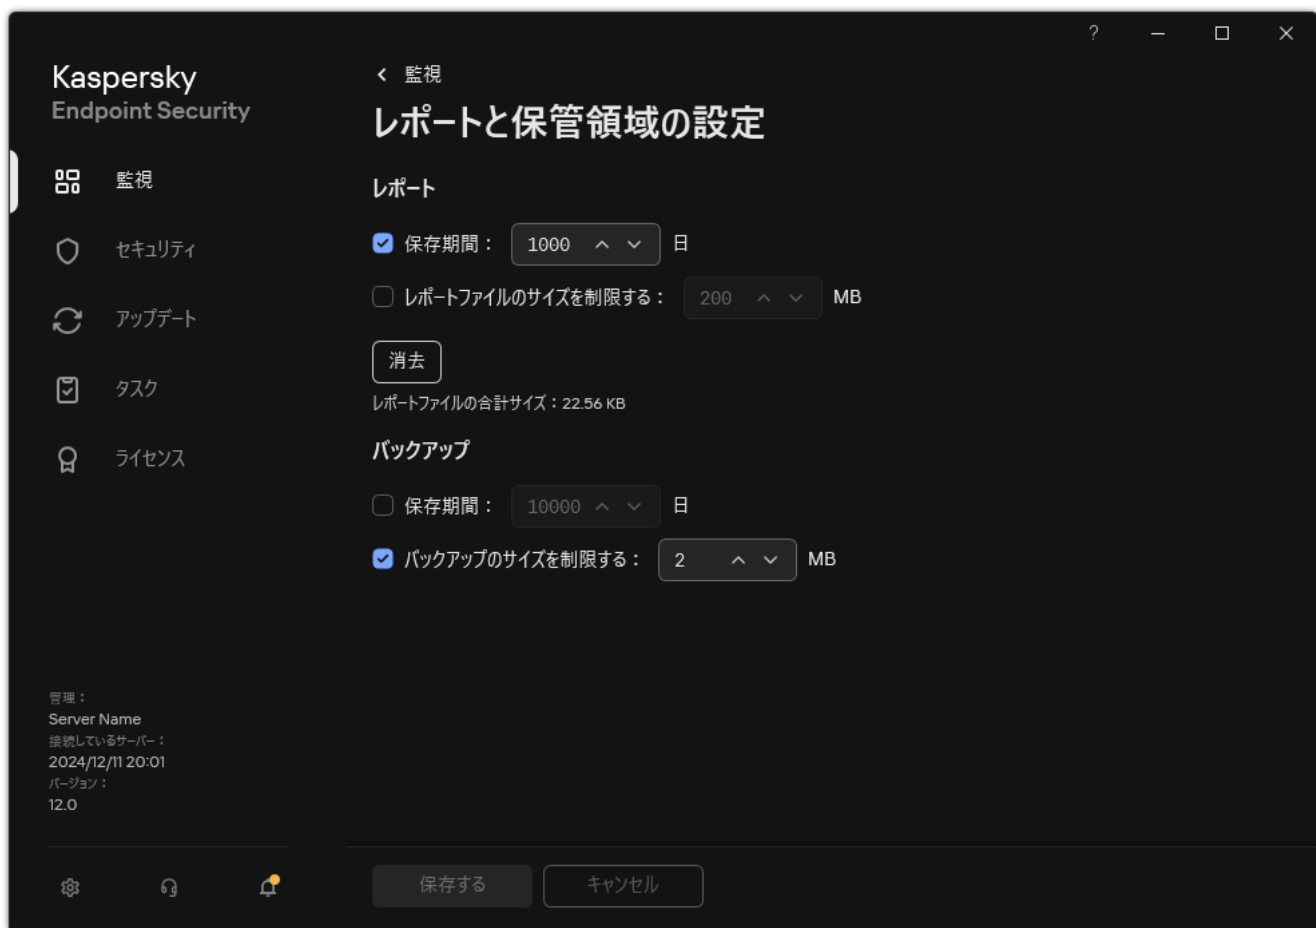 ?
Kaspersky
Endpoint Security
監視
セキュリティ
アップデート
タスク
ライセンス
管理：
Server Name
接続しているサーバー：
2024/12/11 20:01
バージョン：
12.0
監視
レポートと保管領域の設定
レポート
保存期間： 1000 日
レポートファイルのサイズを制限する： 200 MB
消去
レポートファイルの合計サイズ：22.56 KB
バックアップ
保存期間： 10000 日
バックアップのサイズを制限する： 2 MB
保存する キャンセル